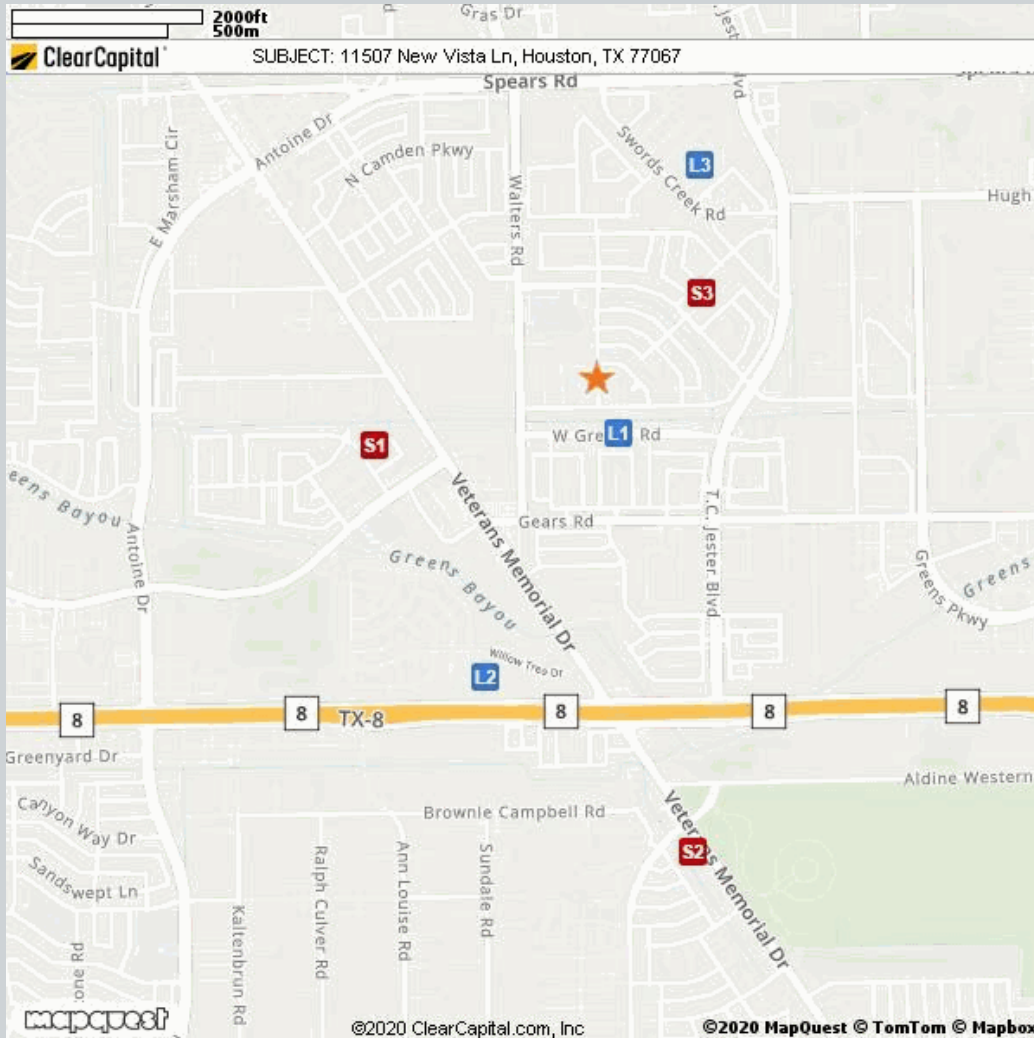 2000ft
500m
Gras Dr
ClearCapital
SUBJECT: 11507 New Vista Ln, Houston, TX 77067
Spears Rd
Antoine Dr
N Camden Pkwy
E Marsham Cir
Walters Rd
Swords Creek Rd
L3
Hugh
S3
S1
W Gre
L1
Rd
eens Bayou
Antoine Dr
Veterans Memorial Dr
Gears Rd
T.C. Jester Blvd
Greens Bayou
Greens Pkwy
Greens
Willow Tree Dr
L2
8
8
TX-8
8
8
8
Greenyard Dr
Aldine Western
Canyon Way Dr
Brownie Campbell Rd
Veterans Memorial Dr
S2
Sandswept Ln
Ralph Culver Rd
Ann Louise Rd
Sundale Rd
Kaltenbrun Rd
one Rd
mapquest
©2020 ClearCapital.com, Inc
©2020 MapQuest © TomTom © Mapbox